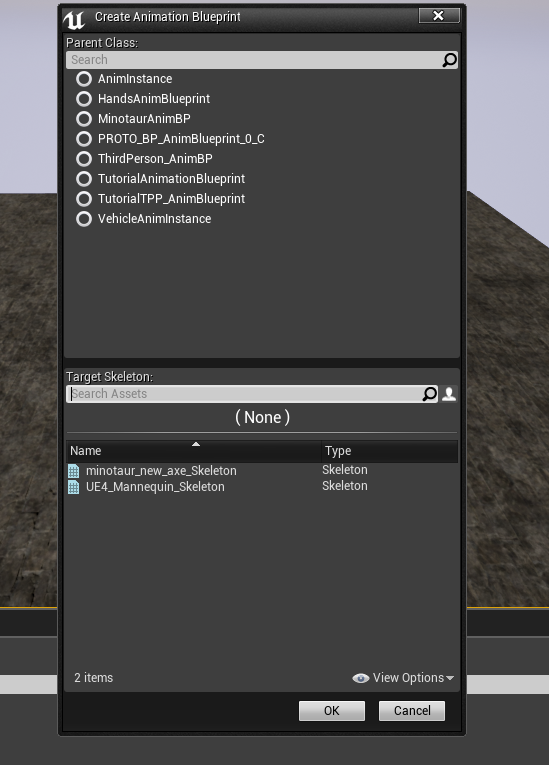 Create Animation Blueprint
Parent Class:
Search
AnimInstance
HandsAnimBlueprint
MinotaurAnimBP
PROTO_BP_AnimBlueprint_0_C
ThirdPerson_AnimBP
TutorialAnimationBlueprint
TutorialTPP_AnimBlueprint
VehicleAnimInstance
Target Skeleton:
Search Assets
( None )
Name Type
minotaur_new_axe_Skeleton Skeleton
UE4_Mannequin_Skeleton Skeleton
2 items View Options
OK Cancel